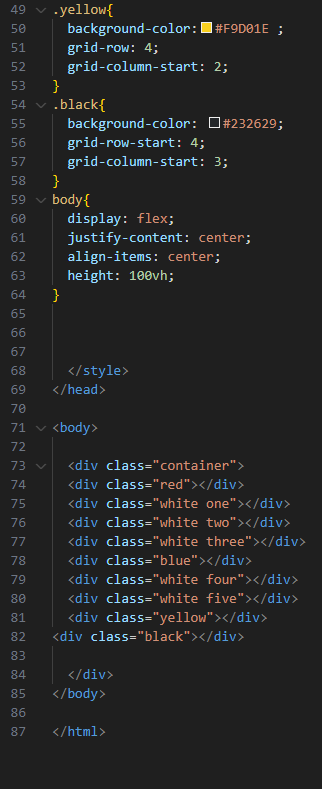 49 .yellow{
50 background-color: #F9D01E ;
51 grid-row: 4;
52 grid-column-start: 2;
53 }
54 .black{
55 background-color: #232629;
56 grid-row-start: 4;
57 grid-column-start: 3;
58 }
59 body{
60 display: flex;
61 justify-content: center;
62 align-items: center;
63 height: 100vh;
64 }
65
66
67
68 </style>
69 </head>
70
71 <body>
72
73 <div class="container">
74 <div class="red"></div>
75 <div class="white one"></div>
76 <div class="white two"></div>
77 <div class="white three"></div>
78 <div class="blue"></div>
79 <div class="white four"></div>
80 <div class="white five"></div>
81 <div class="yellow"></div>
82 <div class="black"></div>
83
84 </div>
85 </body>
86
87 </html>